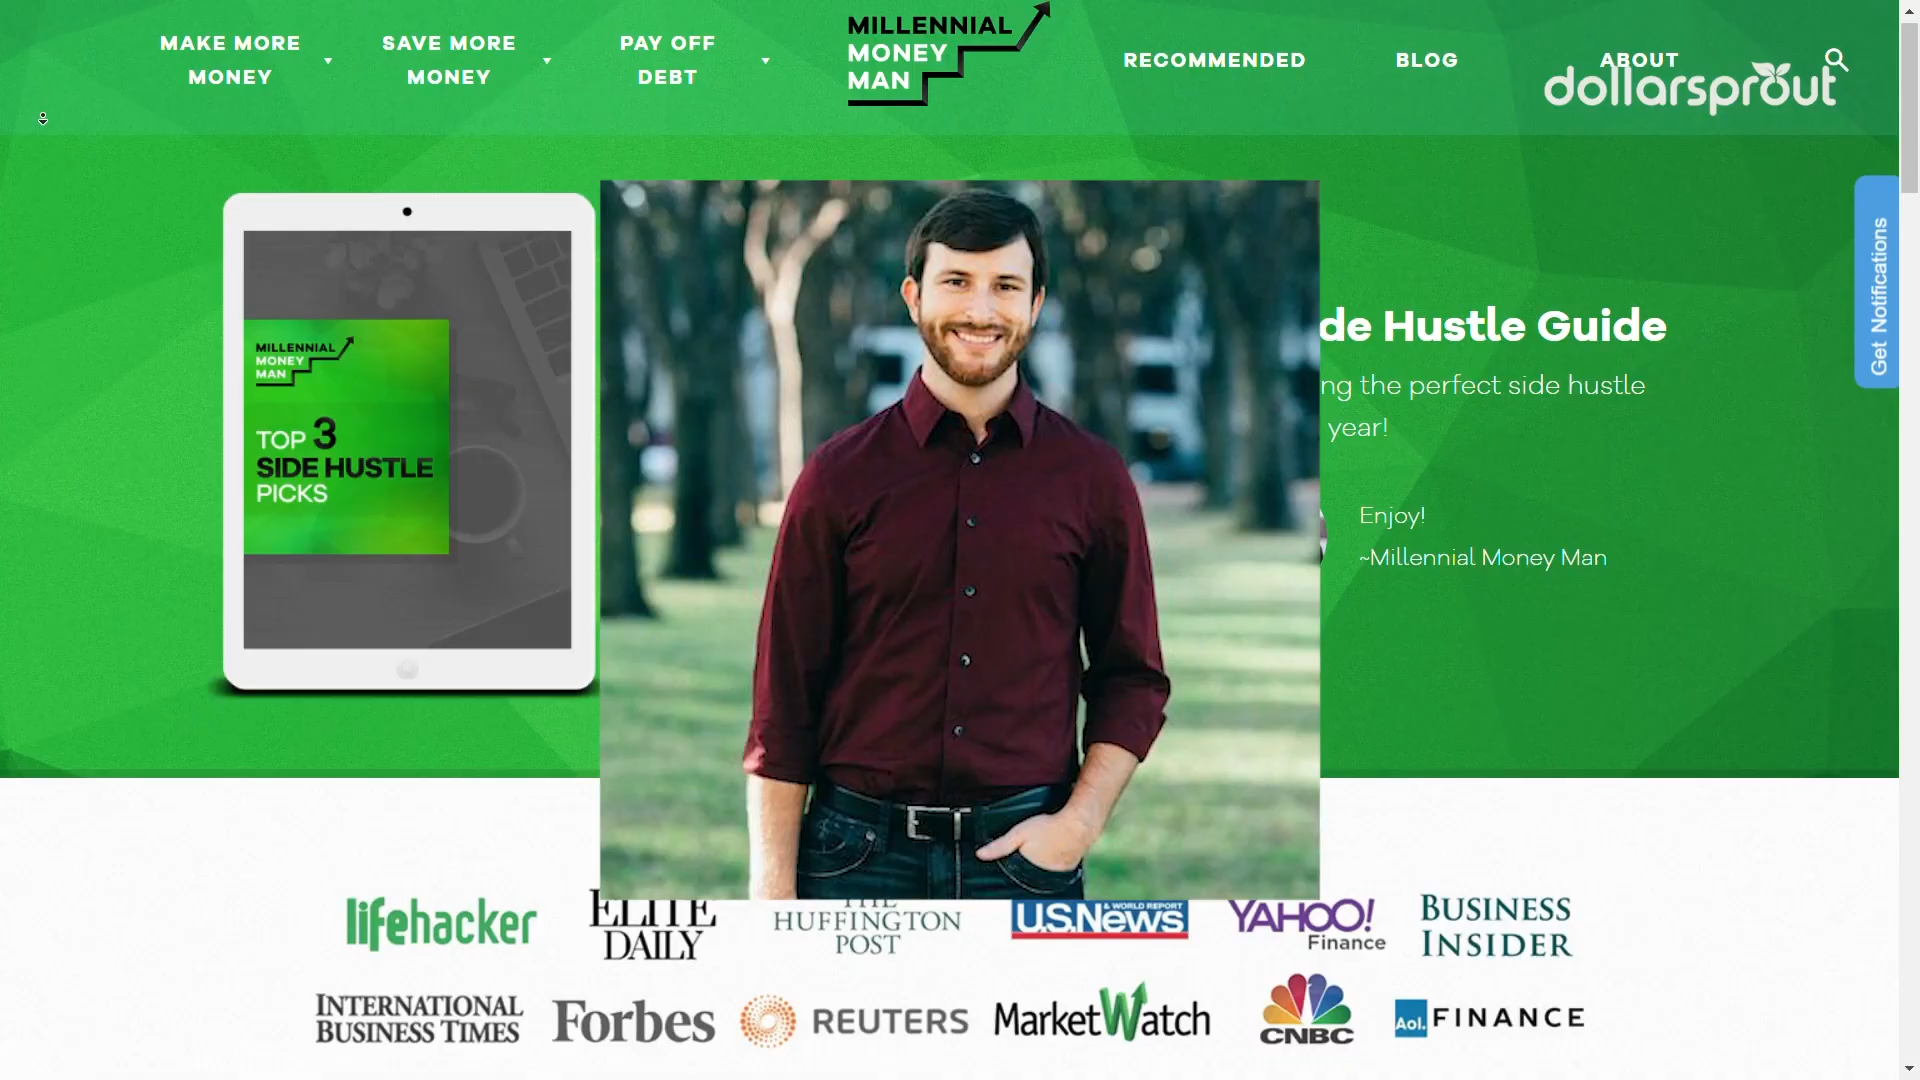 MAKE MORE
MONEY
SAVE MORE
MONEY
PAY OFF
DEBT
MILLENNIAL
MONEY
MAN
RECOMMENDED
BLOG
ABOUT
dollarsprout
Get Notifications
MILLENNIAL
MONEY
MAN
TOP 3
SIDE HUSTLE
PICKS
de Hustle Guide
ng the perfect side hustle
year!
Enjoy!
~Millennial Money Man
lifehacker
ELITE
DAILY
THE
HUFFINGTON
POST
U.S.News
& WORLD REPORT
YAHOO!
Finance
BUSINESS
INSIDER
INTERNATIONAL
BUSINESS TIMES
Forbes
REUTERS
MarketWatch
CNBC
Aol. FINANCE